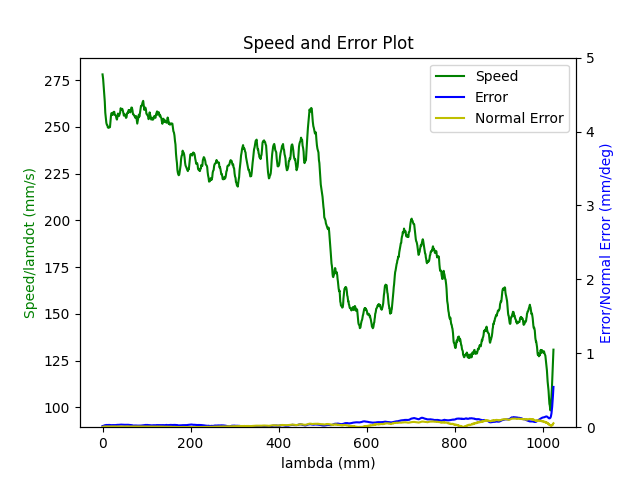 Speed and Error Plot
Speed
Error
Normal Error
275
250
225
200
175
150
125
100
Speed/lamdot (mm/s)
5
4
3
2
1
0
Error/Normal Error (mm/deg)
0 200 400 600 800 1000
lambda (mm)